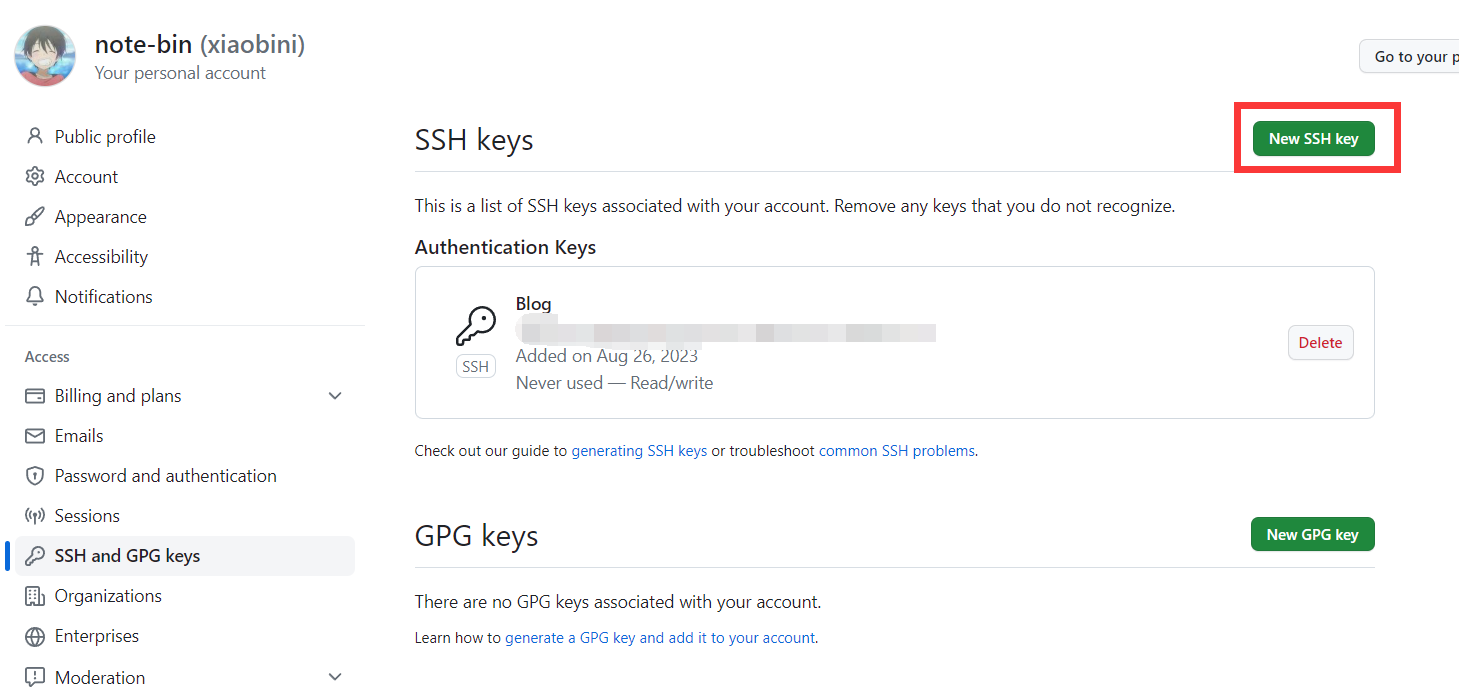 note-bin (xiaobini)
Your personal account
Go to your p
Public profile
Account
Appearance
Accessibility
Notifications
Access
Billing and plans
Emails
Password and authentication
Sessions
SSH and GPG keys
Organizations
Enterprises
Moderation
SSH keys
New SSH key
This is a list of SSH keys associated with your account. Remove any keys that you do not recognize.
Authentication Keys
SSH
Blog
Added on Aug 26, 2023
Never used — Read/write
Delete
Check out our guide to generating SSH keys or troubleshoot common SSH problems.
GPG keys
New GPG key
There are no GPG keys associated with your account.
Learn how to generate a GPG key and add it to your account.